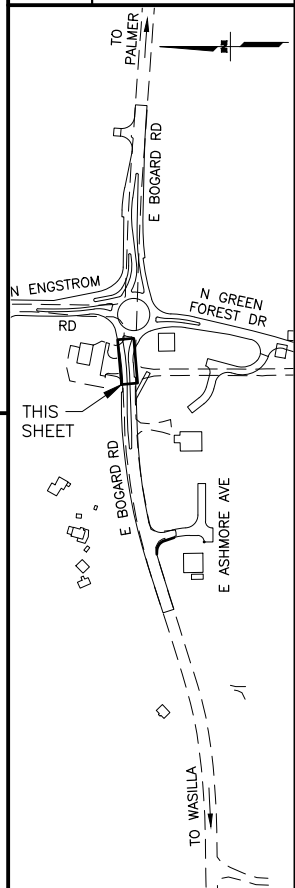 TO
PALMER
E BOGARD RD
N ENGSTROM
RD
N GREEN
FOREST DR
THIS
SHEET
E BOGARD RD
E ASHMORE AVE
TO WASILLA